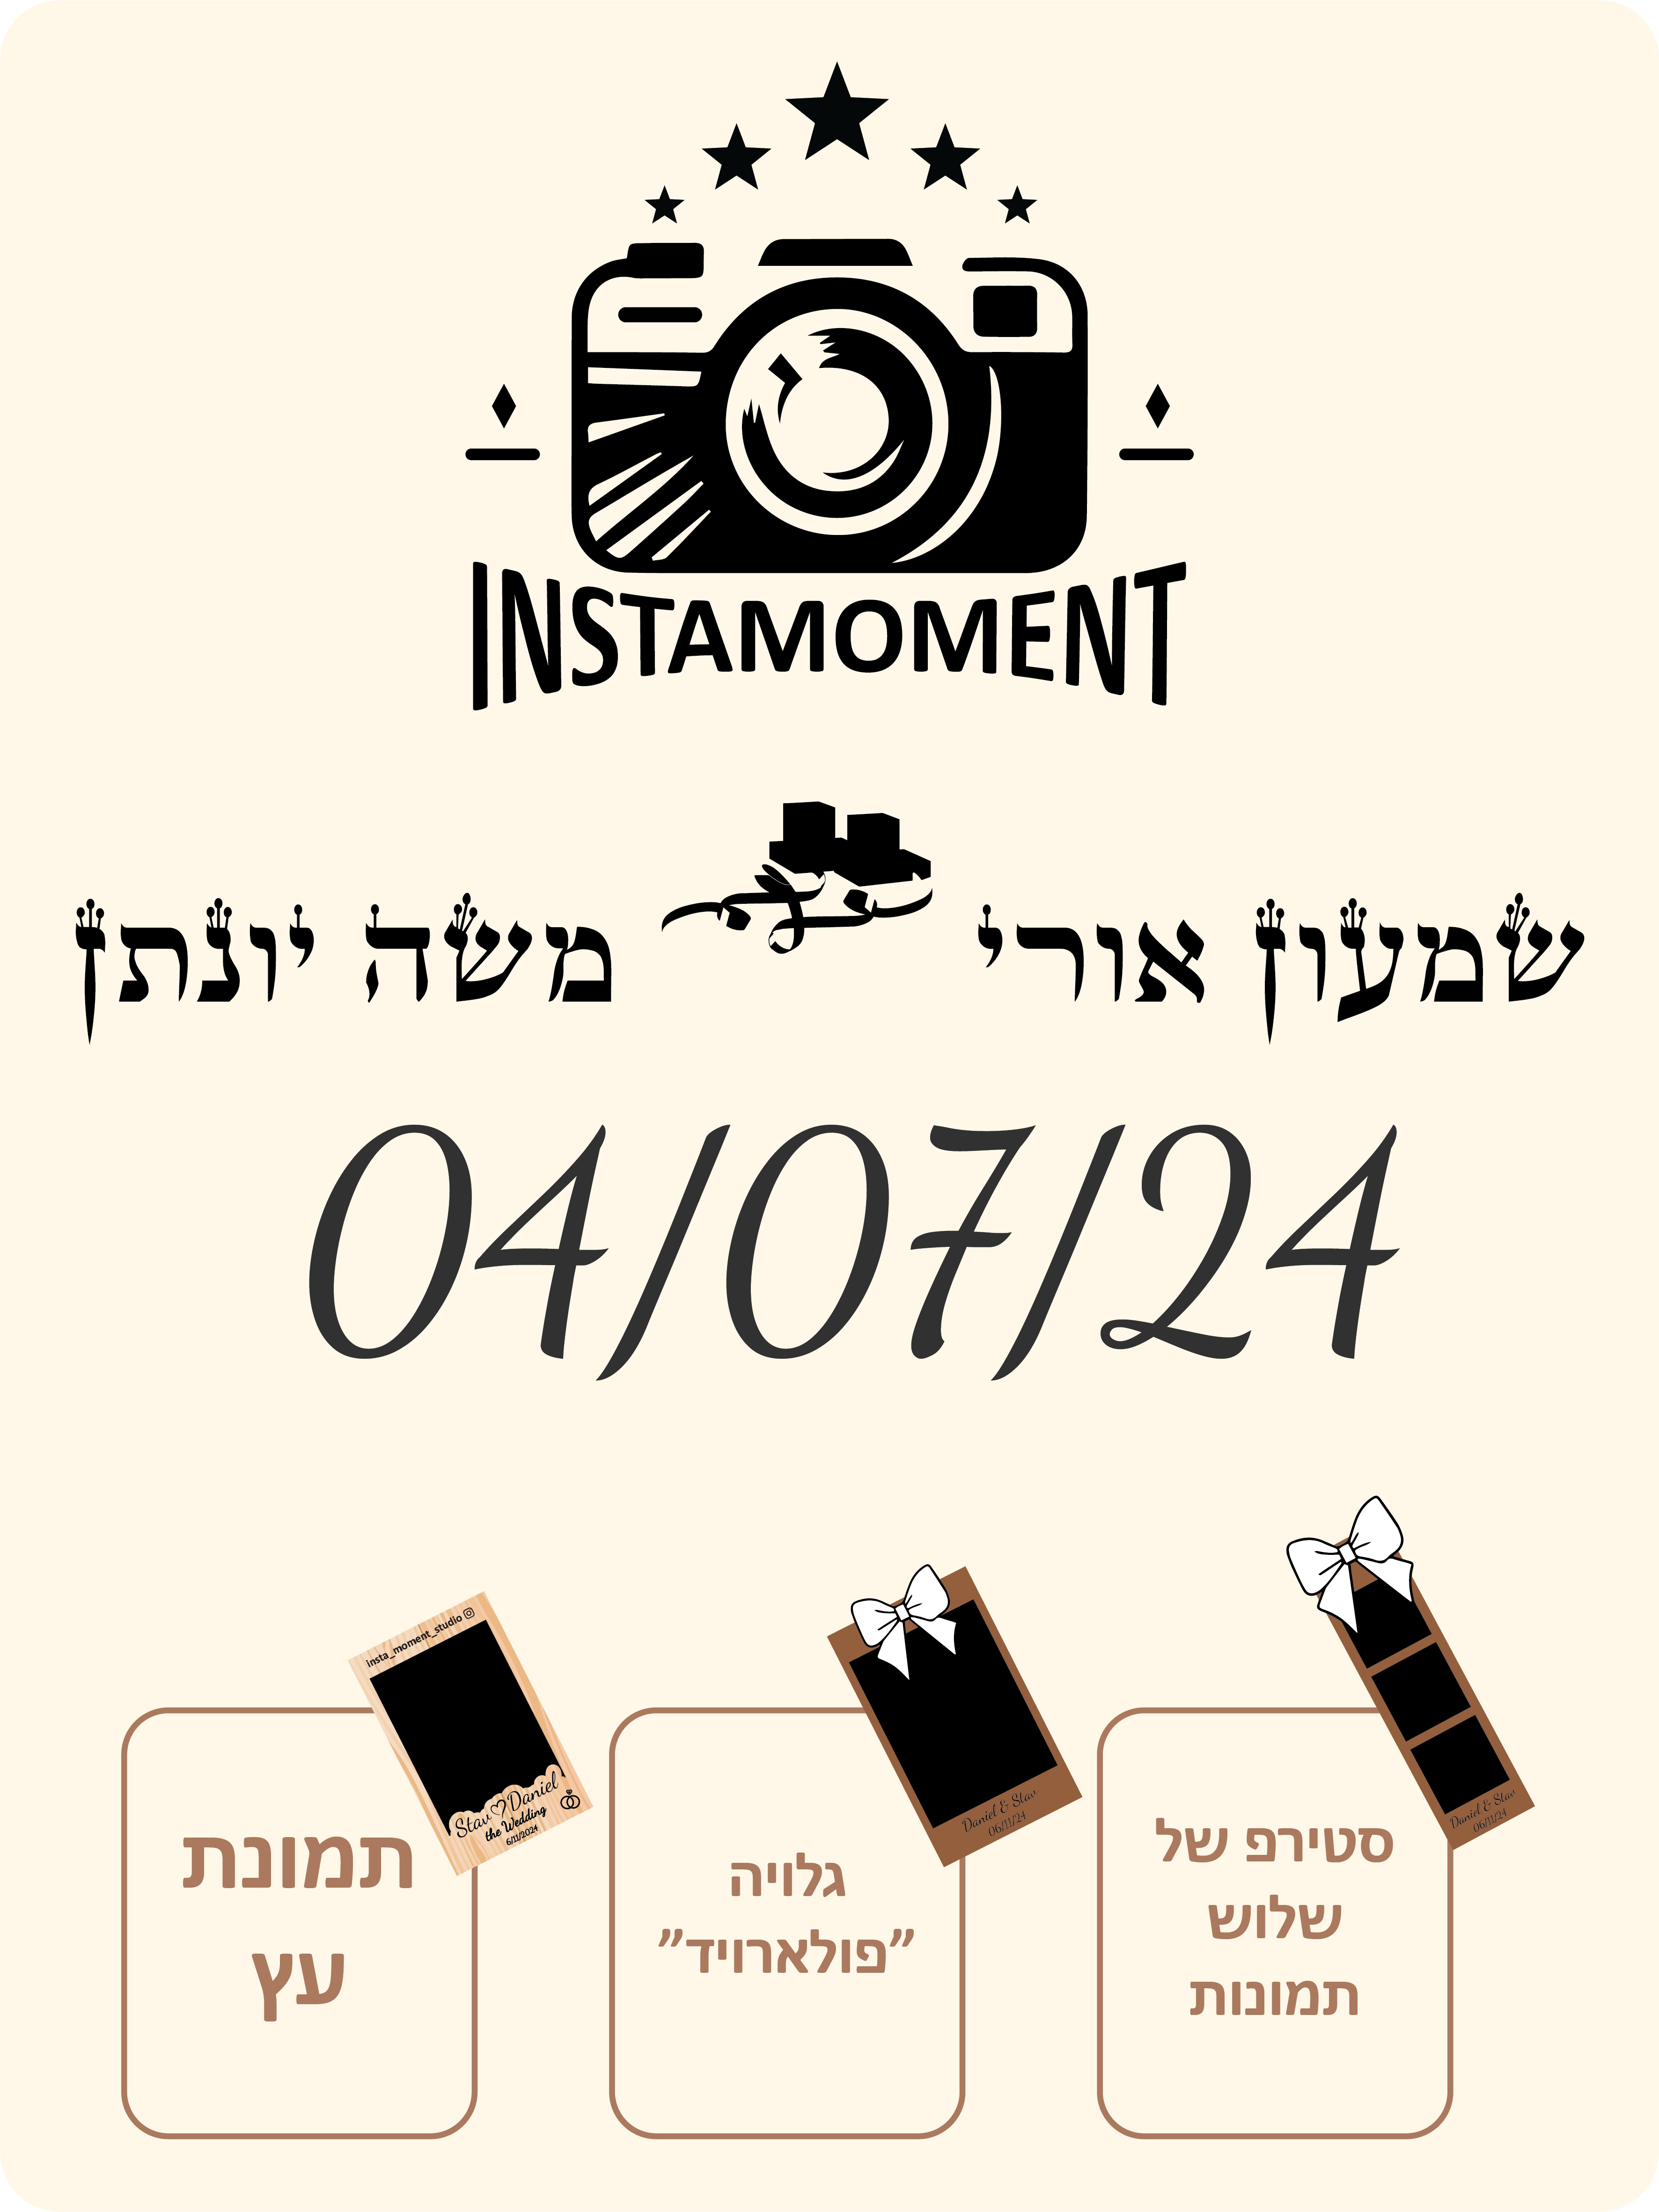 INSTAMOMENT
שמעון אורי משה יונתן
04/07/24
סטירפ של
שלוש
תמונות
Daniel & Stav
06/11/24
גלויה
”פולארויד”
Daniel & Stav
06/11/24
תמונת
עץ
insta_moment_studio
Stav Daniel
the Wedding
6/11/2024